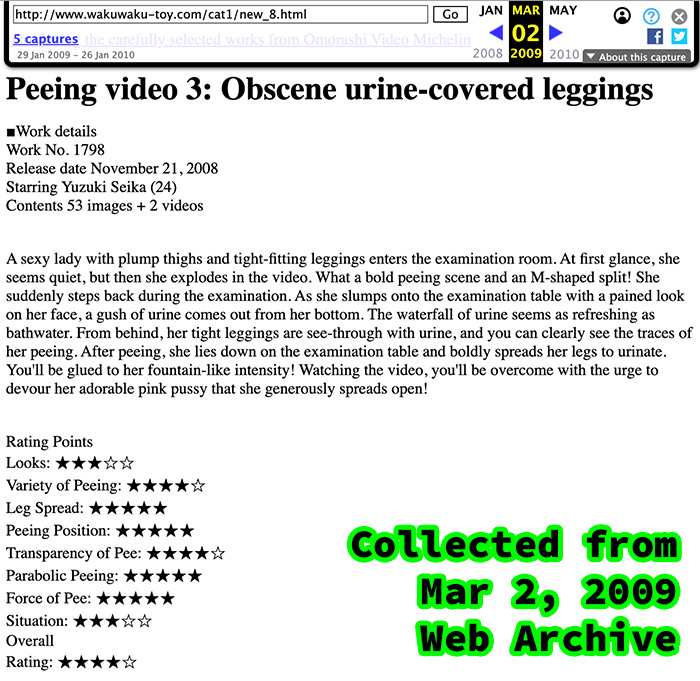 http://www.wakuwaku-toy.com/cat1/new_8.html Go JAN MAR MAY
5 captures the carefully selected works from Omorashi Video Michelin 02
29 Jan 2009 – 26 Jan 2010 2008 2009 2010 About this capture
Peeing video 3: Obscene urine-covered leggings
■Work details
Work No. 1798
Release date November 21, 2008
Starring Yuzuki Seika (24)
Contents 53 images + 2 videos
A sexy lady with plump thighs and tight-fitting leggings enters the examination room. At first glance, she
seems quiet, but then she explodes in the video. What a bold peeing scene and an M-shaped split! She
suddenly steps back during the examination. As she slumps onto the examination table with a pained look
on her face, a gush of urine comes out from her bottom. The waterfall of urine seems as refreshing as
bathwater. From behind, her tight leggings are see-through with urine, and you can clearly see the traces of
her peeing. After peeing, she lies down on the examination table and boldly spreads her legs to urinate.
You'll be glued to her fountain-like intensity! Watching the video, you'll be overcome with the urge to
devour her adorable pink pussy that she generously spreads open!
Rating Points
Looks: ★★★☆☆
Variety of Peeing: ★★★★☆
Leg Spread: ★★★★★
Peeing Position: ★★★★★
Transparency of Pee: ★★★★☆
Parabolic Peeing: ★★★★★
Force of Pee: ★★★★★
Situation: ★★★☆☆
Overall
Rating: ★★★★☆
Collected from
Mar 2, 2009
Web Archive